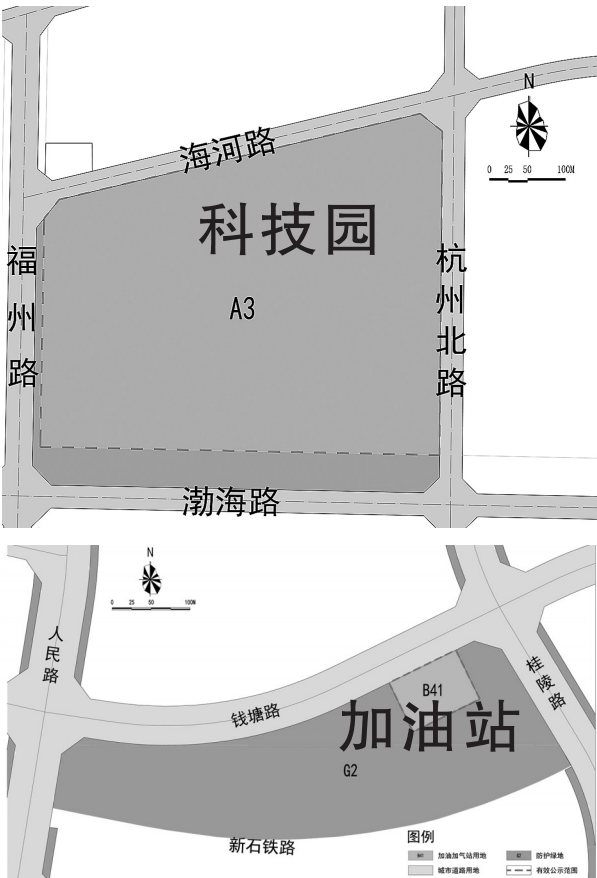 海河路
N
0 25 50 100M
科技园
福州路
杭州北路
A3
渤海路
N
0 25 50 100M
人民路
桂陵路
B41
钱塘路
加油站
G2
新石铁路
图例
B41 加油加气站用地
G2 防护绿地
城市道路用地
有效公示范围